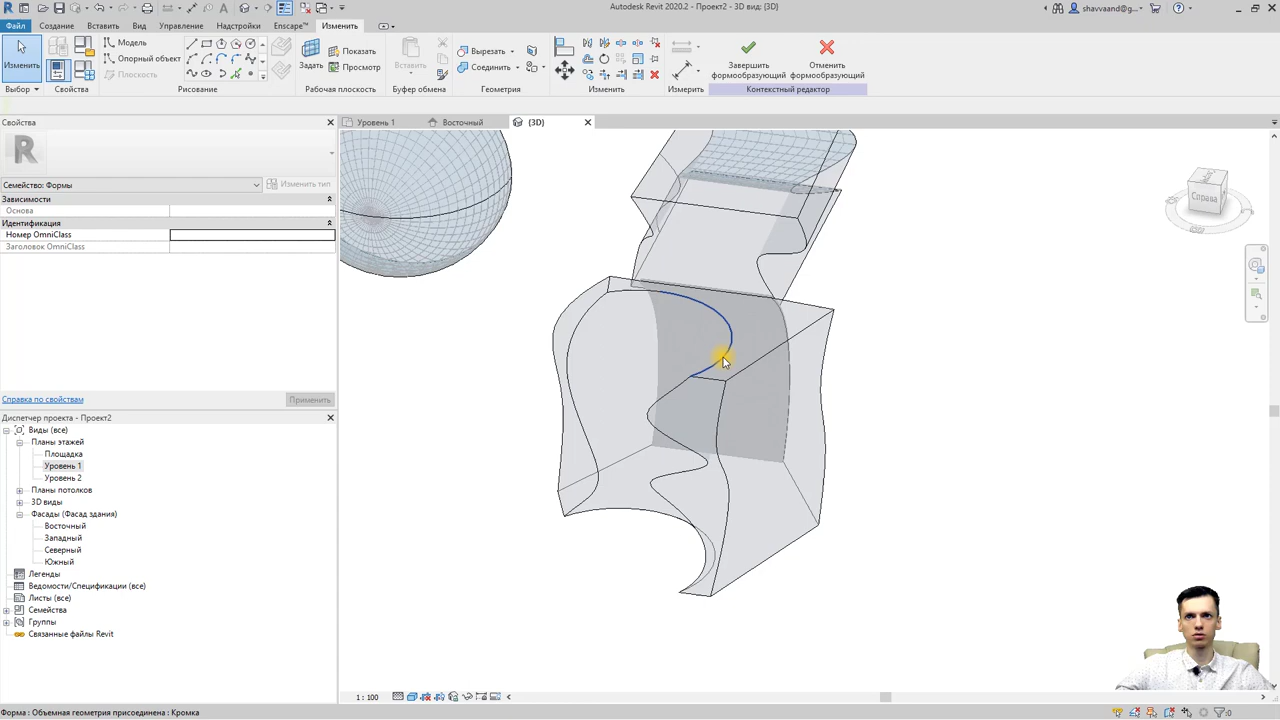 Autodesk Revit 2020.2 - Проект2 - 3D вид: {3D}
shavvaand@g...
Файл Создание Вставить Вид Управление Надстройки Enscape™ Изменить
Изменить
Модель
Опорный объект
Плоскость
Задать
Показать
Просмотр
Вставить
Вырезать
Соединить
Завершить формообразующий
Отменить формообразующий
Выбор Свойства Рисование Рабочая плоскость Буфер обмена Геометрия Изменить Измерить Контекстный редактор
Свойства
Уровень 1 Восточный {3D}
R
Семейство: Формы Изменить тип
Зависимости
Основа
Идентификация
Номер OmniClass
Заголовок OmniClass
Справа
Справка по свойствам Применить
Диспетчер проекта - Проект2
Виды (все)
Планы этажей
Площадка
Уровень 1
Уровень 2
Планы потолков
3D виды
Фасады (Фасад здания)
Восточный
Западный
Северный
Южный
Легенды
Ведомости/Спецификации (все)
Листы (все)
Семейства
Группы
Связанные файлы Revit
1 : 100
Форма : Объемная геометрия присоединена : Кромка
:0